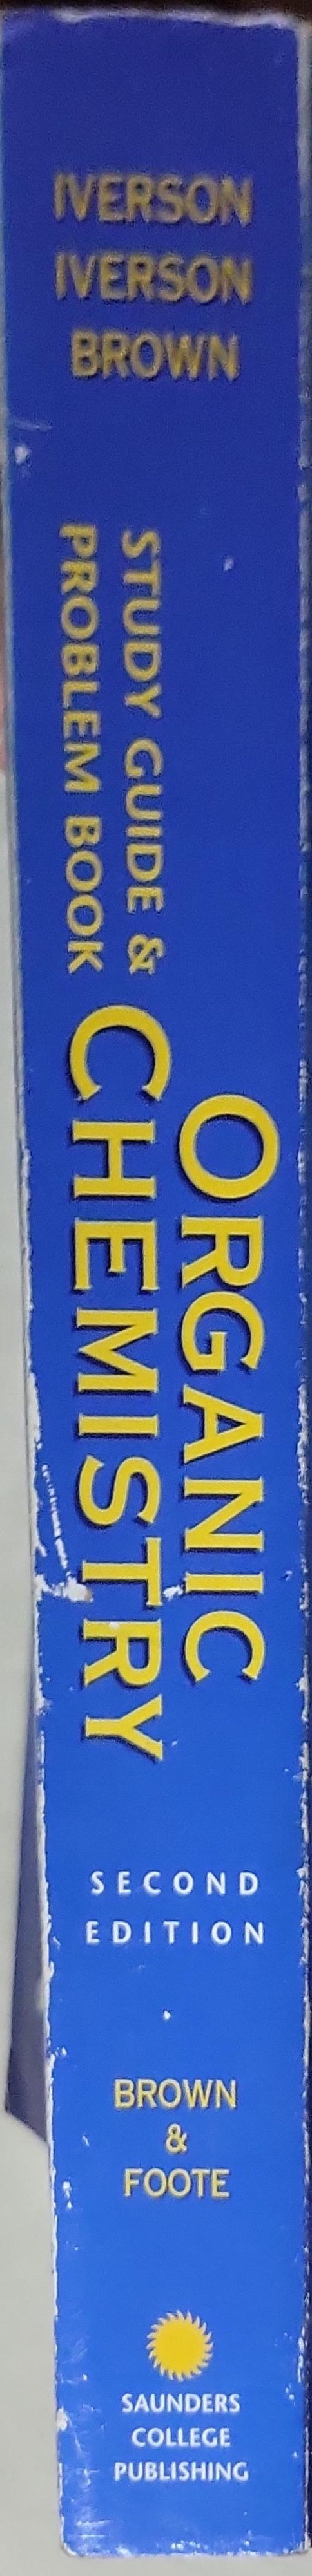 IVERSON
IVERSON
BROWN
STUDY GUIDE &
PROBLEM BOOK
ORGANIC
CHEMISTRY
SECOND
EDITION
BROWN
&
FOOTE
SAUNDERS
COLLEGE
PUBLISHING